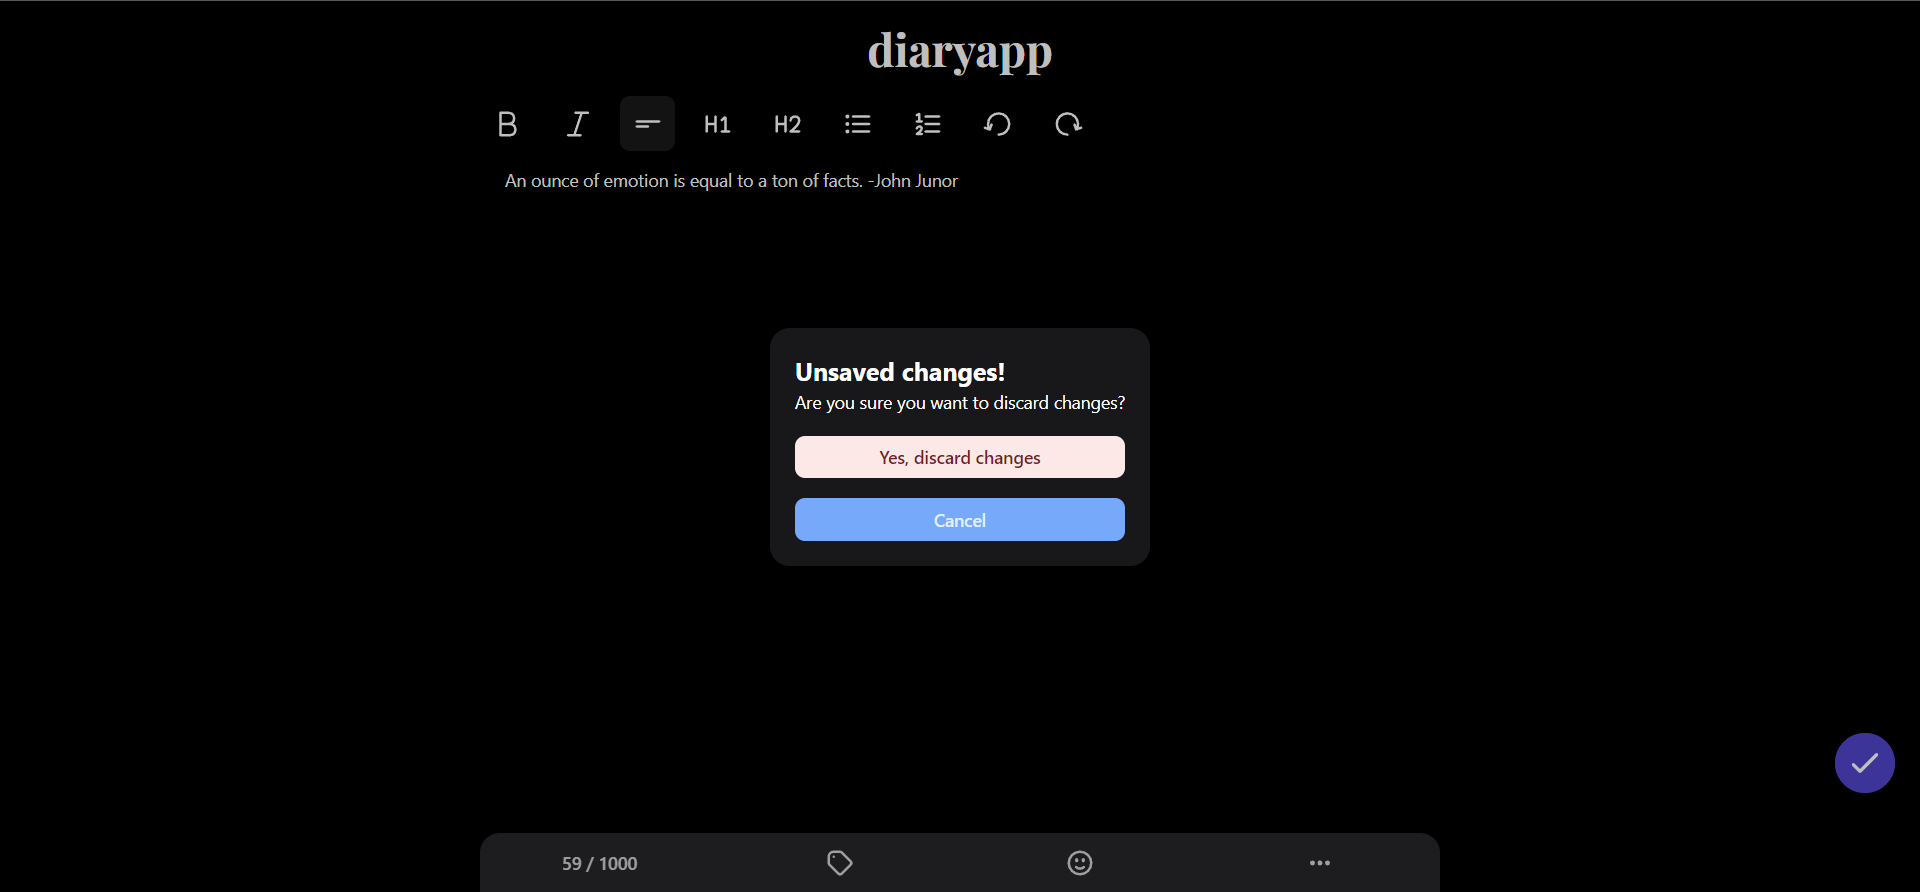 diaryapp
B I H1 H2
An ounce of emotion is equal to a ton of facts. -John Junor
Unsaved changes!
Are you sure you want to discard changes?
Yes, discard changes
Cancel
59 / 1000